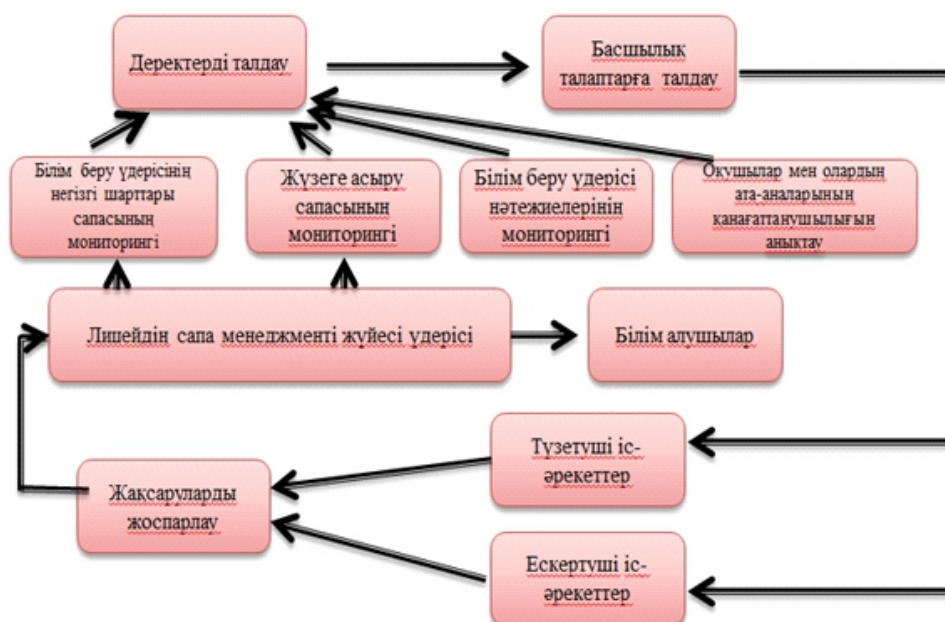 Деректерді талдау
Басшылық
талаптарға талдау
Білім беру үдерісінің
негізгі шарттары
сапасының
мониторингі
Жүзеге асыру
сапасының
мониторингі
Білім беру үдерісі
нәтежиелерінің
мониторингі
Оқушылар мен олардың
ата-аналарының
қанағаттанушылығын
анықтау
Лицейдің сапа менеджменті жүйесі үдерісі
Білім алушылар
Түзетуші іс-
әрекеттер
Жақсаруларды
жоспарлау
Ескертуші іс-
әрекеттер